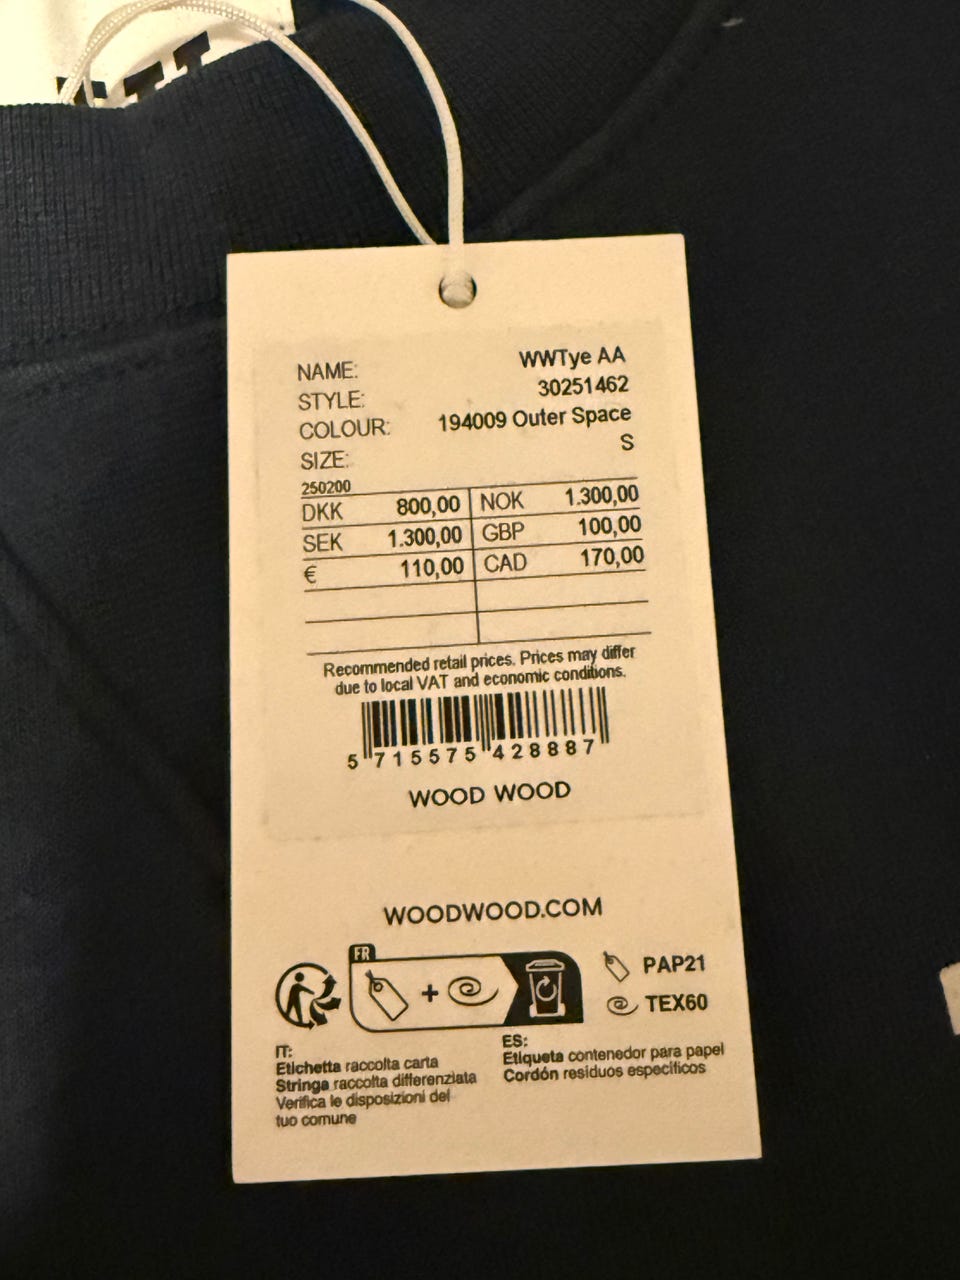 NAME: WWTye AA
STYLE: 30251462
COLOUR: 194009 Outer Space
SIZE: S
250200
DKK 800,00 NOK 1.300,00
SEK 1.300,00 GBP 100,00
€ 110,00 CAD 170,00
Recommended retail prices. Prices may differ
due to local VAT and economic conditions.
5 715575 428887
WOOD WOOD
WOODWOOD.COM
FR
+
PAP21
TEX60
IT:
Etichetta raccolta carta
Stringa raccolta differenziata
Verifica le disposizioni del
tuo comune
ES:
Etiqueta contenedor para papel
Cordón residuos específicos